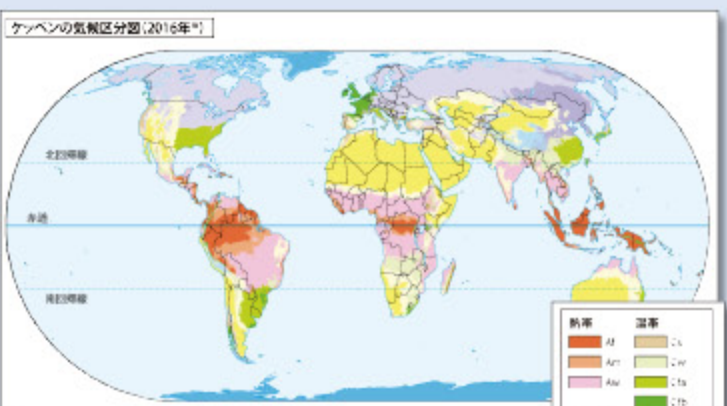 ケッペンの気候区分図(2016年*)
北回帰線
赤道
南回帰線
熱帯 温帯
Af Cs
Am Cw
Aw Cfa
Cfb